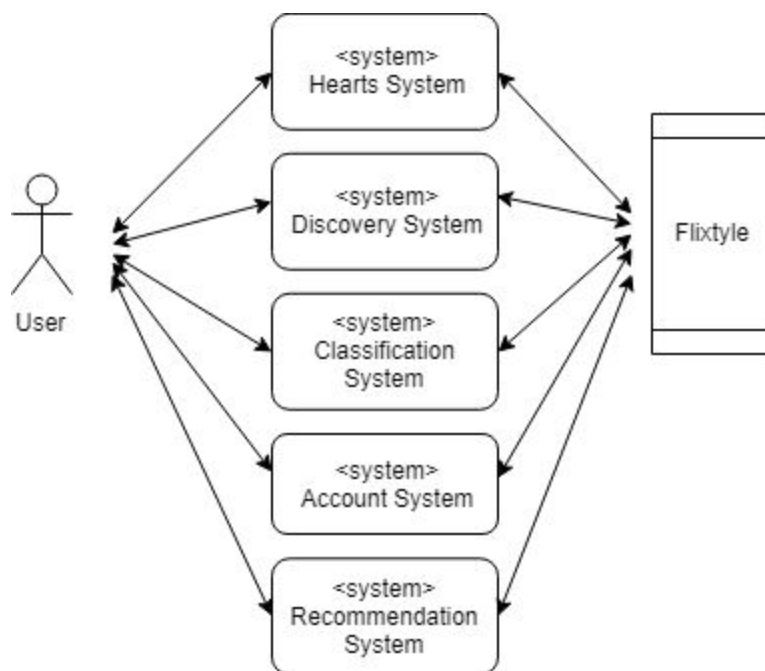 <system>
Hearts System
<system>
Discovery System
Flixtyle
User
<system>
Classification
System
<system>
Account System
<system>
Recommendation
System